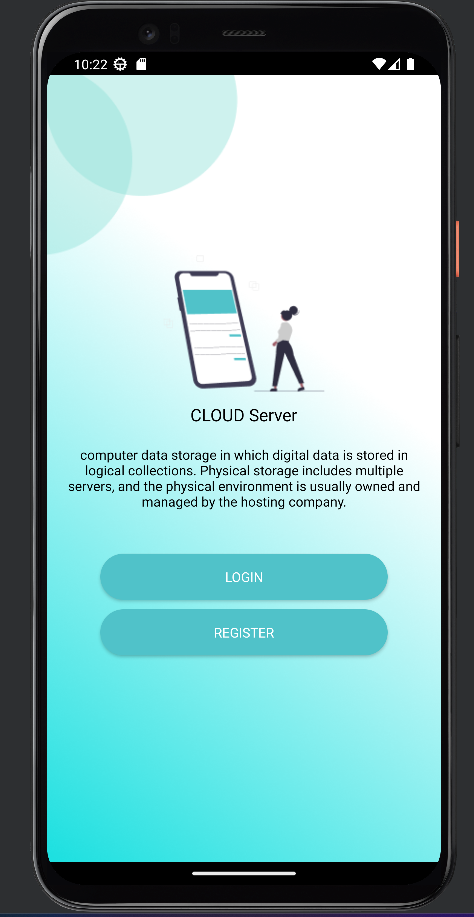 10:22
CLOUD Server
computer data storage in which digital data is stored in
logical collections. Physical storage includes multiple
servers, and the physical environment is usually owned and
managed by the hosting company.
LOGIN
REGISTER